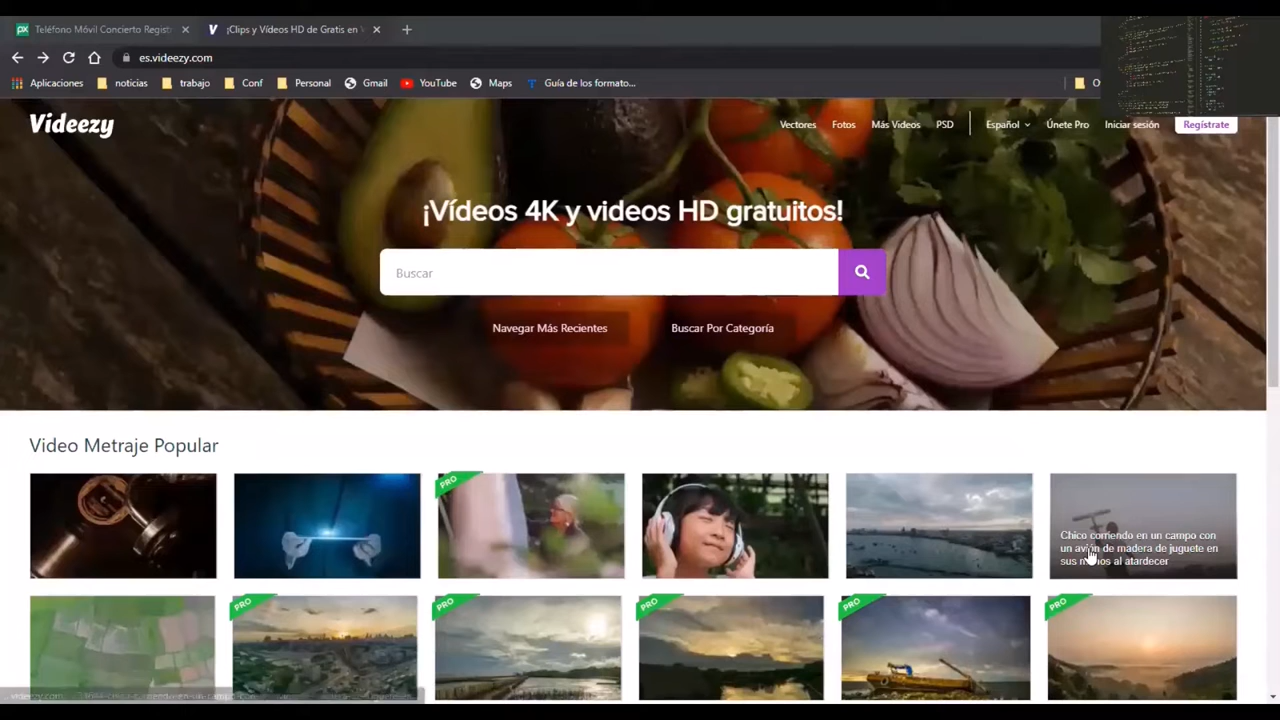 Teléfono Móvil Concierto Regist
¡Clips y Vídeos HD de Gratis en
es.videezy.com
Aplicaciones noticias trabajo Conf Personal Gmail YouTube Guía de los formato...
Videezy
Vectores Fotos Más Videos PSD Español Únete Pro Iniciar sesión Regístrate
¡Vídeos 4K y videos HD gratuitos!
Buscar
Navegar Más Recientes Buscar Por Categoría
Video Metraje Popular
PRO
Chico corriendo en un campo con
un avión de madera de juguete en
sus manos al atardecer
PRO PRO PRO PRO PRO